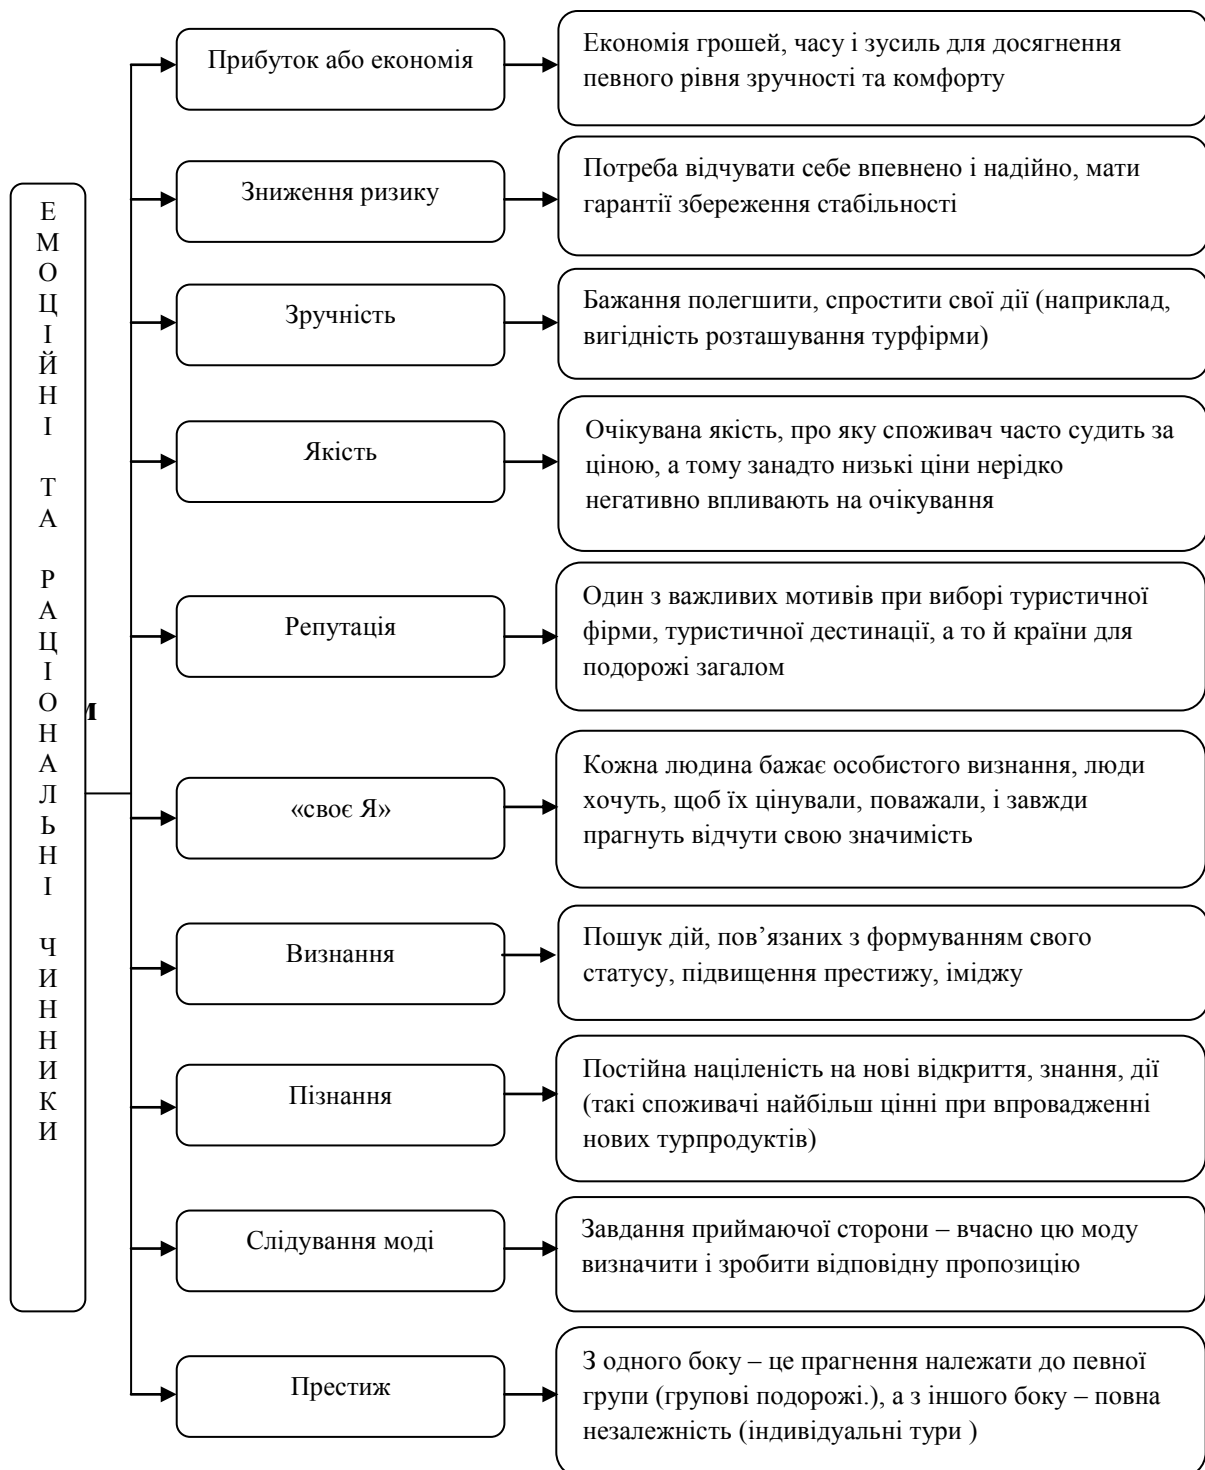 ЕМОЦІЙНІ ТА РАЦІОНАЛЬНІ ЧИННИКИ
Прибуток або економія
Економія грошей, часу і зусиль для досягнення
певного рівня зручності та комфорту
Зниження ризику
Потреба відчувати себе впевнено і надійно, мати
гарантії збереження стабільності
Зручність
Бажання полегшити, спростити свої дії (наприклад,
вигідність розташування турфірми)
Якість
Очікувана якість, про яку споживач часто судить за
ціною, а тому занадто низькі ціни нерідко
негативно впливають на очікування
Репутація
Один з важливих мотивів при виборі туристичної
фірми, туристичної дестинації, а то й країни для
подорожі загалом
«своє Я»
Кожна людина бажає особистого визнання, люди
хочуть, щоб їх цінували, поважали, і завжди
прагнуть відчути свою значимість
Визнання
Пошук дій, пов’язаних з формуванням свого
статусу, підвищення престижу, іміджу
Пізнання
Постійна націленість на нові відкриття, знання, дії
(такі споживачі найбільш цінні при впровадженні
нових турпродуктів)
Слідування моді
Завдання приймаючої сторони – вчасно цю моду
визначити і зробити відповідну пропозицію
Престиж
З одного боку – це прагнення належати до певної
групи (групові подорожі.), а з іншого боку – повна
незалежність (індивідуальні тури )